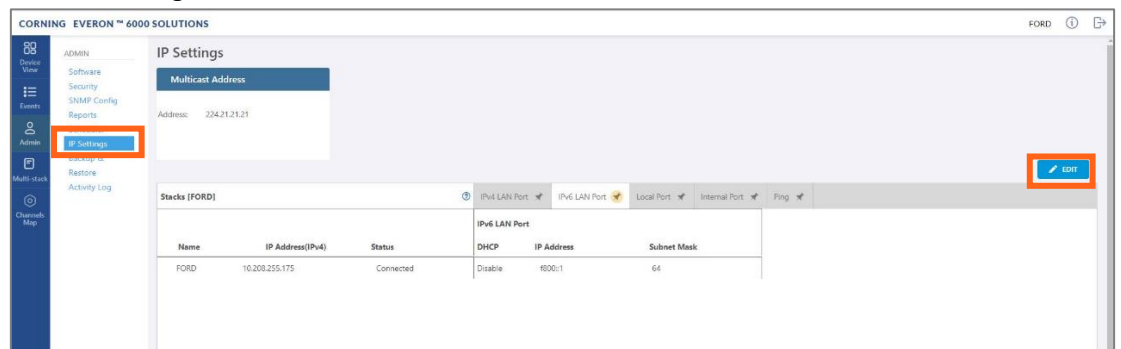 CORNING EVERON ™ 6000 SOLUTIONS
FORD
Device
View
Events
Admin
Multi-stack
Channels
Map
ADMIN
Software
Security
SNMP Config
Reports
IP Settings
Backup &
Restore
Activity Log
IP Settings
Multicast Address
Address: 224.21.21.21
EDIT
Stacks [FORD]
IPv4 LAN Port IPv6 LAN Port Local Port Internal Port Ping
IPv6 LAN Port
Name IP Address(IPv4) Status DHCP IP Address Subnet Mask
FORD 10.208.255.175 Connected Disable f800::1 64